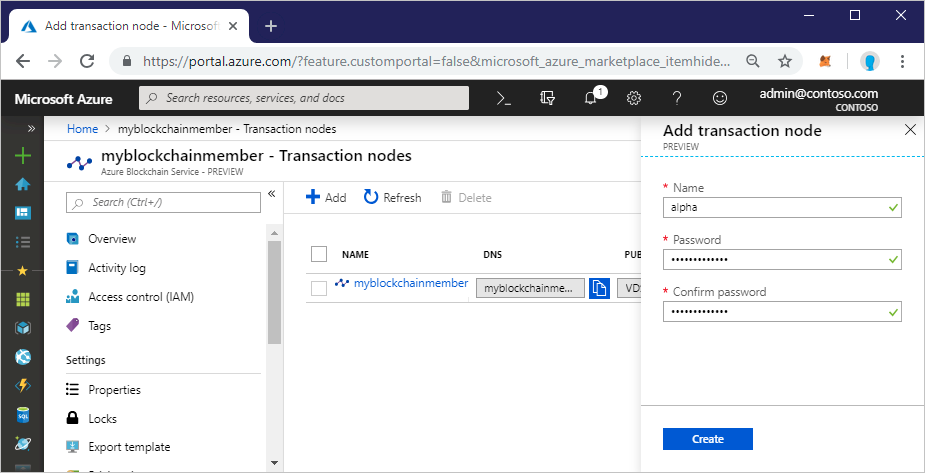 Add transaction node - Microsoft
https://portal.azure.com/?feature.customportal=false&microsoft_azure_marketplace_itemhide...
Microsoft Azure
Search resources, services, and docs
1
admin@contoso.com
CONTOSO
Home > myblockchainmember - Transaction nodes
myblockchainmember - Transaction nodes
Azure Blockchain Service - PREVIEW
Search (Ctrl+/)
Overview
Activity log
Access control (IAM)
Tags
Settings
Properties
Locks
Export template
Add
Refresh
Delete
NAME
DNS
PUB
myblockchainmember
myblockchainme...
VD
Add transaction node
PREVIEW
* Name
alpha
* Password
•••••••••••••
* Confirm password
•••••••••••••
Create